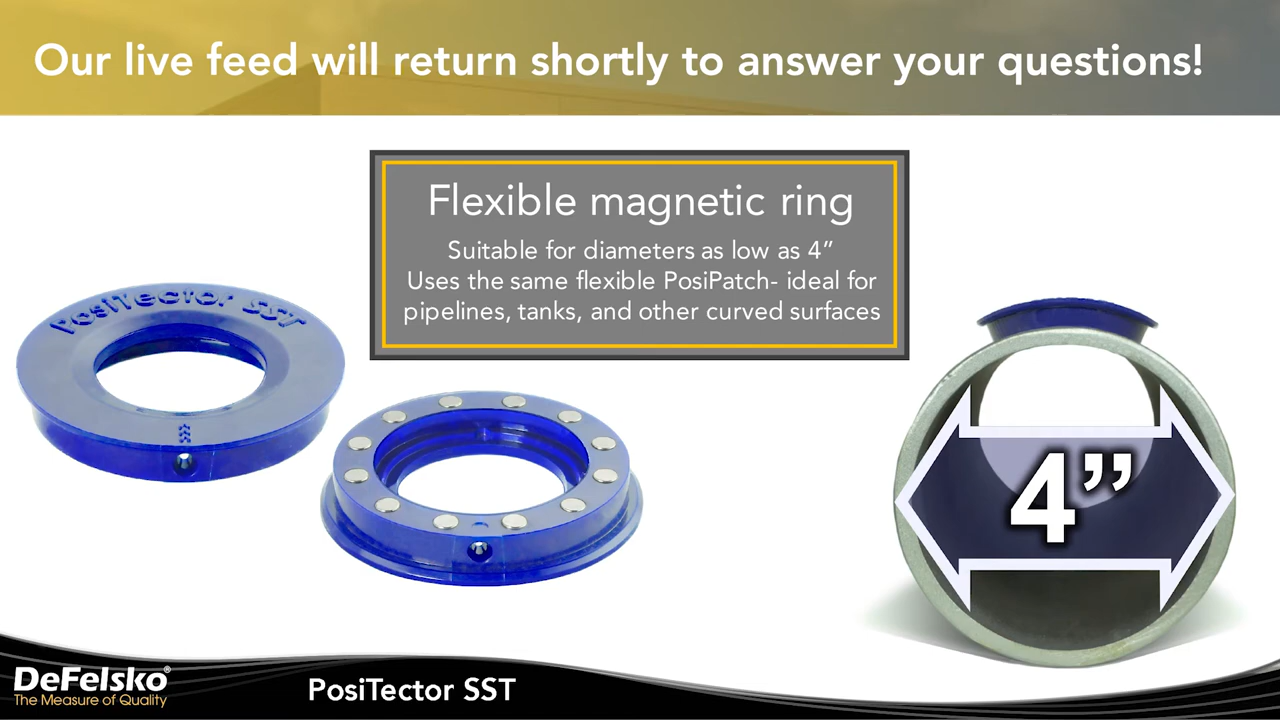 Our live feed will return shortly to answer your questions!
Flexible magnetic ring
Suitable for diameters as low as 4”
Uses the same flexible PosiPatch- ideal for
pipelines, tanks, and other curved surfaces
PosiTector SST
4”
DeFelsko®
The Measure of Quality
PosiTector SST